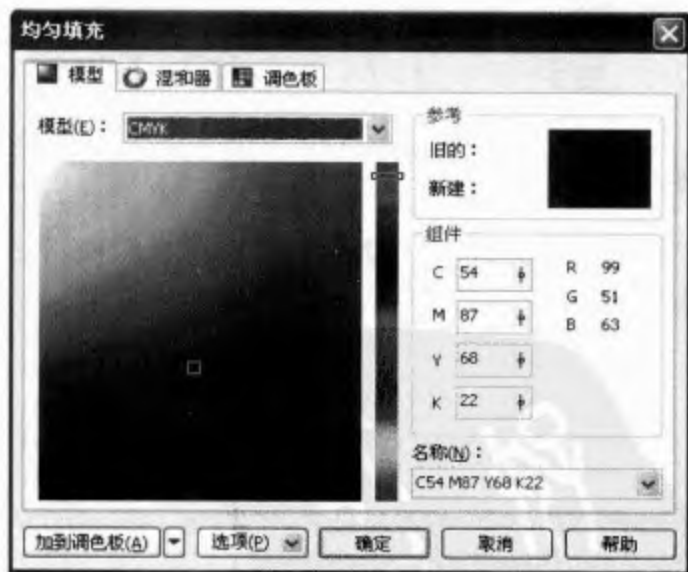 均匀填充
模型 混和器 调色板
模型(E)： CMYK
参考
旧的：
新建：
组件
C 54 R 99
G 51
M 87 B 63
Y 68
K 22
名称(N)：
C54 M87 Y68 K22
加到调色板(A) 选项(P) 确定 取消 帮助